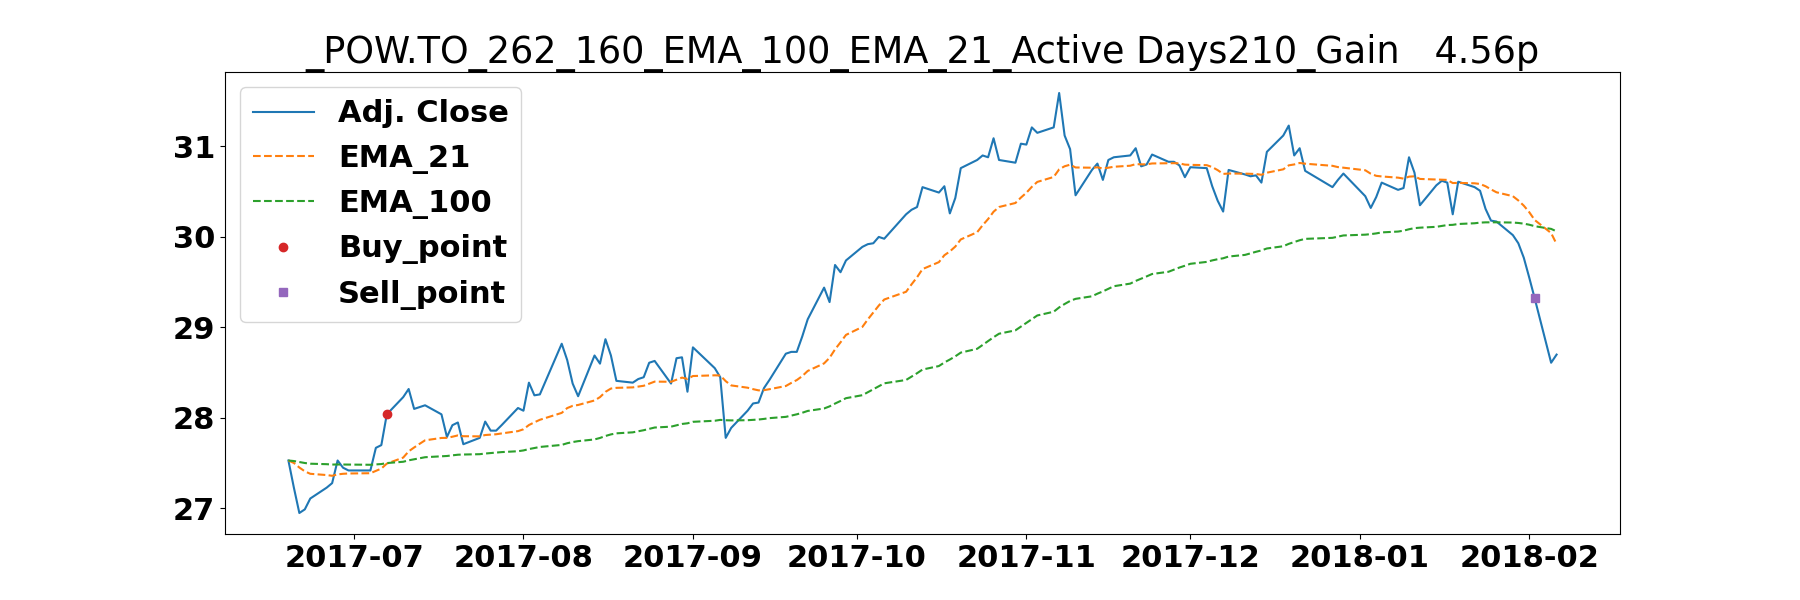 _POW.TO_262_160_EMA_100_EMA_21_Active Days210_Gain   4.56p
Adj. Close
EMA_21
EMA_100
Buy_point
Sell_point
31
30
29
28
27
2017-07 2017-08 2017-09 2017-10 2017-11 2017-12 2018-01 2018-02